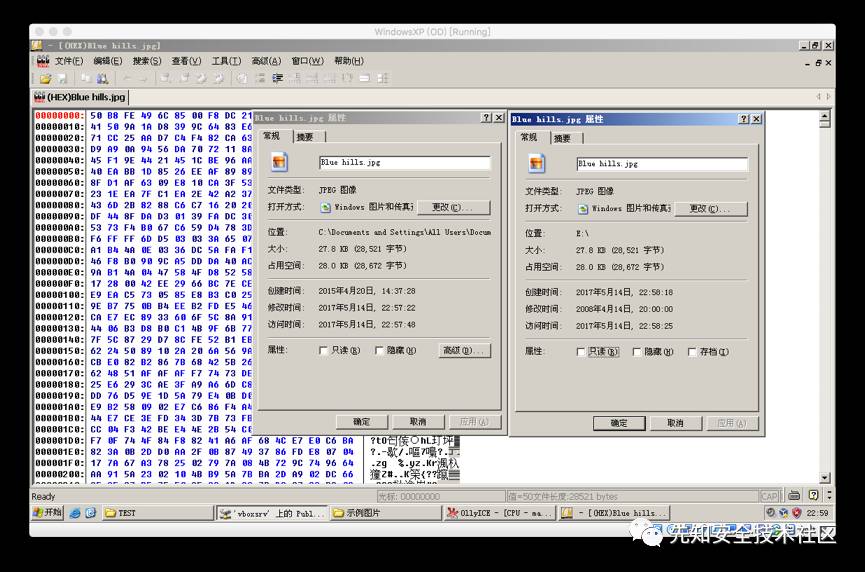 WindowsXP (OD) [Running]
- [(HEX)Blue hills.jpg]
文件(F) 编辑(E) 搜索(S) 查看(V) 工具(T) 高级(A) 窗口(W) 帮助(H)
(HEX)Blue hills.jpg
00000000: 50 B8 FE 49 6C 85 00 F8 DC 21
00000010: 41 50 9A 1A D8 39 9C 64 83 E6
00000020: 71 CC 25 AA D7 C4 F4 82 CA 63
00000030: D9 A9 0A 94 56 DA 70 72 11 8A
00000040: 45 F1 9E 44 21 45 1C BE 96 AA
00000050: 40 EA BB 1D 85 26 EE AF 89 89
00000060: 8F D1 AF 63 09 E8 10 CA 3F 53
00000070: 23 1E EA 7F C1 EA 2E 42 A2 37
00000080: 43 6D 2B 82 88 C6 C7 16 20 2E
00000090: DF 44 8F DA D3 01 39 FA DC 3E
000000A0: 53 73 F4 B0 67 C6 59 D4 78 3D
000000B0: F6 FF FF 6D D5 03 03 3A 65 07
000000C0: A1 B4 4A 0E 03 36 DC 5A FA F1
000000D0: 46 F8 B0 90 9C A5 DD DA 40 AC
000000E0: 9A B1 4A 04 47 58 4F D8 52 58
000000F0: 17 28 00 42 EE 29 66 BC 7E CE
00000100: E9 EA C5 73 05 85 E8 B3 C0 25
00000110: 9E B7 75 0B B4 EE B2 FD E5 46
00000120: CA E7 EC 89 33 60 6F 5C 8A 91
00000130: 44 06 B3 D8 B0 C1 4B 9F 6B 77
00000140: 7F 5C 87 29 D7 8C FE 52 B1 EB
00000150: 62 24 50 89 10 2A 20 6A 56 9A
00000160: CB E0 82 B2 86 7B 68 42 5B 26
00000170: 62 48 51 AF AF AF F7 74 73 DE
00000180: 25 E6 29 3C AE 3F A9 A6 6D C8
00000190: DD 76 D5 9E 1D 5A 79 E4 0B DE
000001A0: E9 B2 58 09 02 E7 C6 86 F4 A4
000001B0: 44 E7 CE 3E FD 34 3D 7B 73 FB
000001C0: CC 04 F3 42 BE E4 4E 2B 54 CE
000001D0: F7 0F 74 4F 84 F8 82 41 A6 AF 68 4C E7 E0 C6 BA
000001E0: 82 3A 0B 2D D0 AA 2F 0B 87 49 37 86 FD E8 07 04
000001F0: 17 7A 67 A3 78 25 02 79 7A 08 4B 72 9C 74 96 64
00000200: AA 91 5A 23 02 10 4B B9 5A 7B BA 2D A9 02 DC 66
Blue hills.jpg 属性
常规 摘要
Blue hills.jpg
文件类型: JPEG 图像
打开方式: Windows 图片和传真 更改(C)...
位置: C:\Documents and Settings\All Users\Docum
大小: 27.8 KB (28,521 字节)
占用空间: 28.0 KB (28,672 字节)
创建时间: 2015年4月20日, 14:37:28
修改时间: 2017年5月14日, 22:57:22
访问时间: 2017年5月14日, 22:57:48
属性: 只读(R) 隐藏(H) 高级(D)...
确定 取消 应用(A)
Blue hills.jpg 属性
常规 摘要
Blue hills.jpg
文件类型: JPEG 图像
打开方式: Windows 图片和传真 更改(C)...
位置: E:\
大小: 27.8 KB (28,521 字节)
占用空间: 28.0 KB (28,672 字节)
创建时间: 2017年5月14日, 22:58:18
修改时间: 2008年4月14日, 20:00:00
访问时间: 2017年5月14日, 22:58:25
属性: 只读(R) 隐藏(H) 存档(I)
确定 取消 应用(A)
Ready 光标: 00000000 值=50 文件长度:28521 bytes CAP
开始 TEST 'vboxsrv' 上的 Publ... 示例图片 OllyICE - [CPU - ma... - [(HEX)Blue hills... 22:59
先知安全技术社区